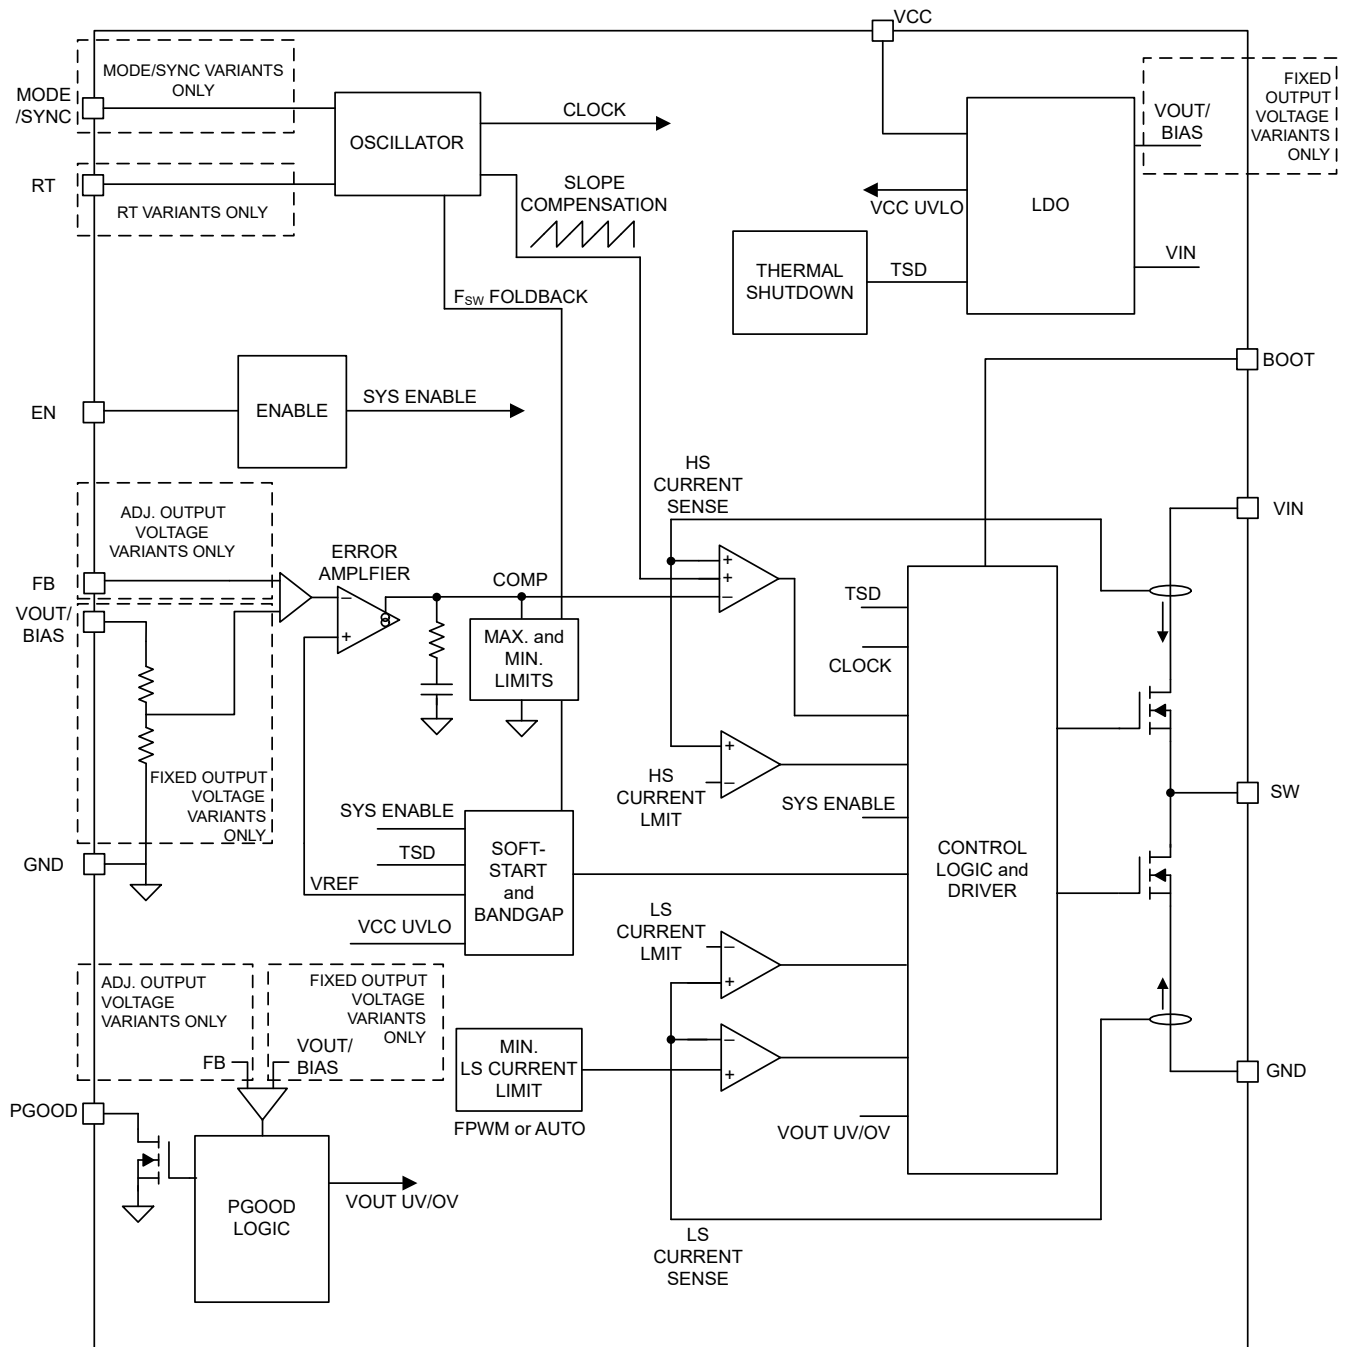 VCC
MODE/SYNC VARIANTS
ONLY
MODE
/SYNC
OSCILLATOR
CLOCK
RT
RT VARIANTS ONLY
SLOPE
COMPENSATION
FSW FOLDBACK
FIXED
OUTPUT
VOLTAGE
VARIANTS
ONLY
VOUT/
BIAS
LDO
VCC UVLO
VIN
THERMAL
SHUTDOWN
TSD
BOOT
EN
ENABLE
SYS ENABLE
HS
CURRENT
SENSE
VIN
ADJ. OUTPUT
VOLTAGE
VARIANTS ONLY
FB
ERROR
AMPLFIER
−
+
COMP
+
+
−
VOUT/
BIAS
MAX. and
MIN.
LIMITS
TSD
CLOCK
FIXED OUTPUT
VOLTAGE
VARIANTS
ONLY
GND
+
−
HS
CURRENT
LMIT
SYS ENABLE
SW
SYS ENABLE
TSD
VREF
VCC UVLO
SOFT-
START
and
BANDGAP
CONTROL
LOGIC and
DRIVER
LS
CURRENT
LMIT
−
+
ADJ. OUTPUT
VOLTAGE
VARIANTS ONLY
FIXED OUTPUT
VOLTAGE
VARIANTS
ONLY
FB
VOUT/
BIAS
MIN.
LS CURRENT
LIMIT
−
+
FPWM or AUTO
VOUT UV/OV
GND
PGOOD
PGOOD
LOGIC
VOUT UV/OV
LS
CURRENT
SENSE